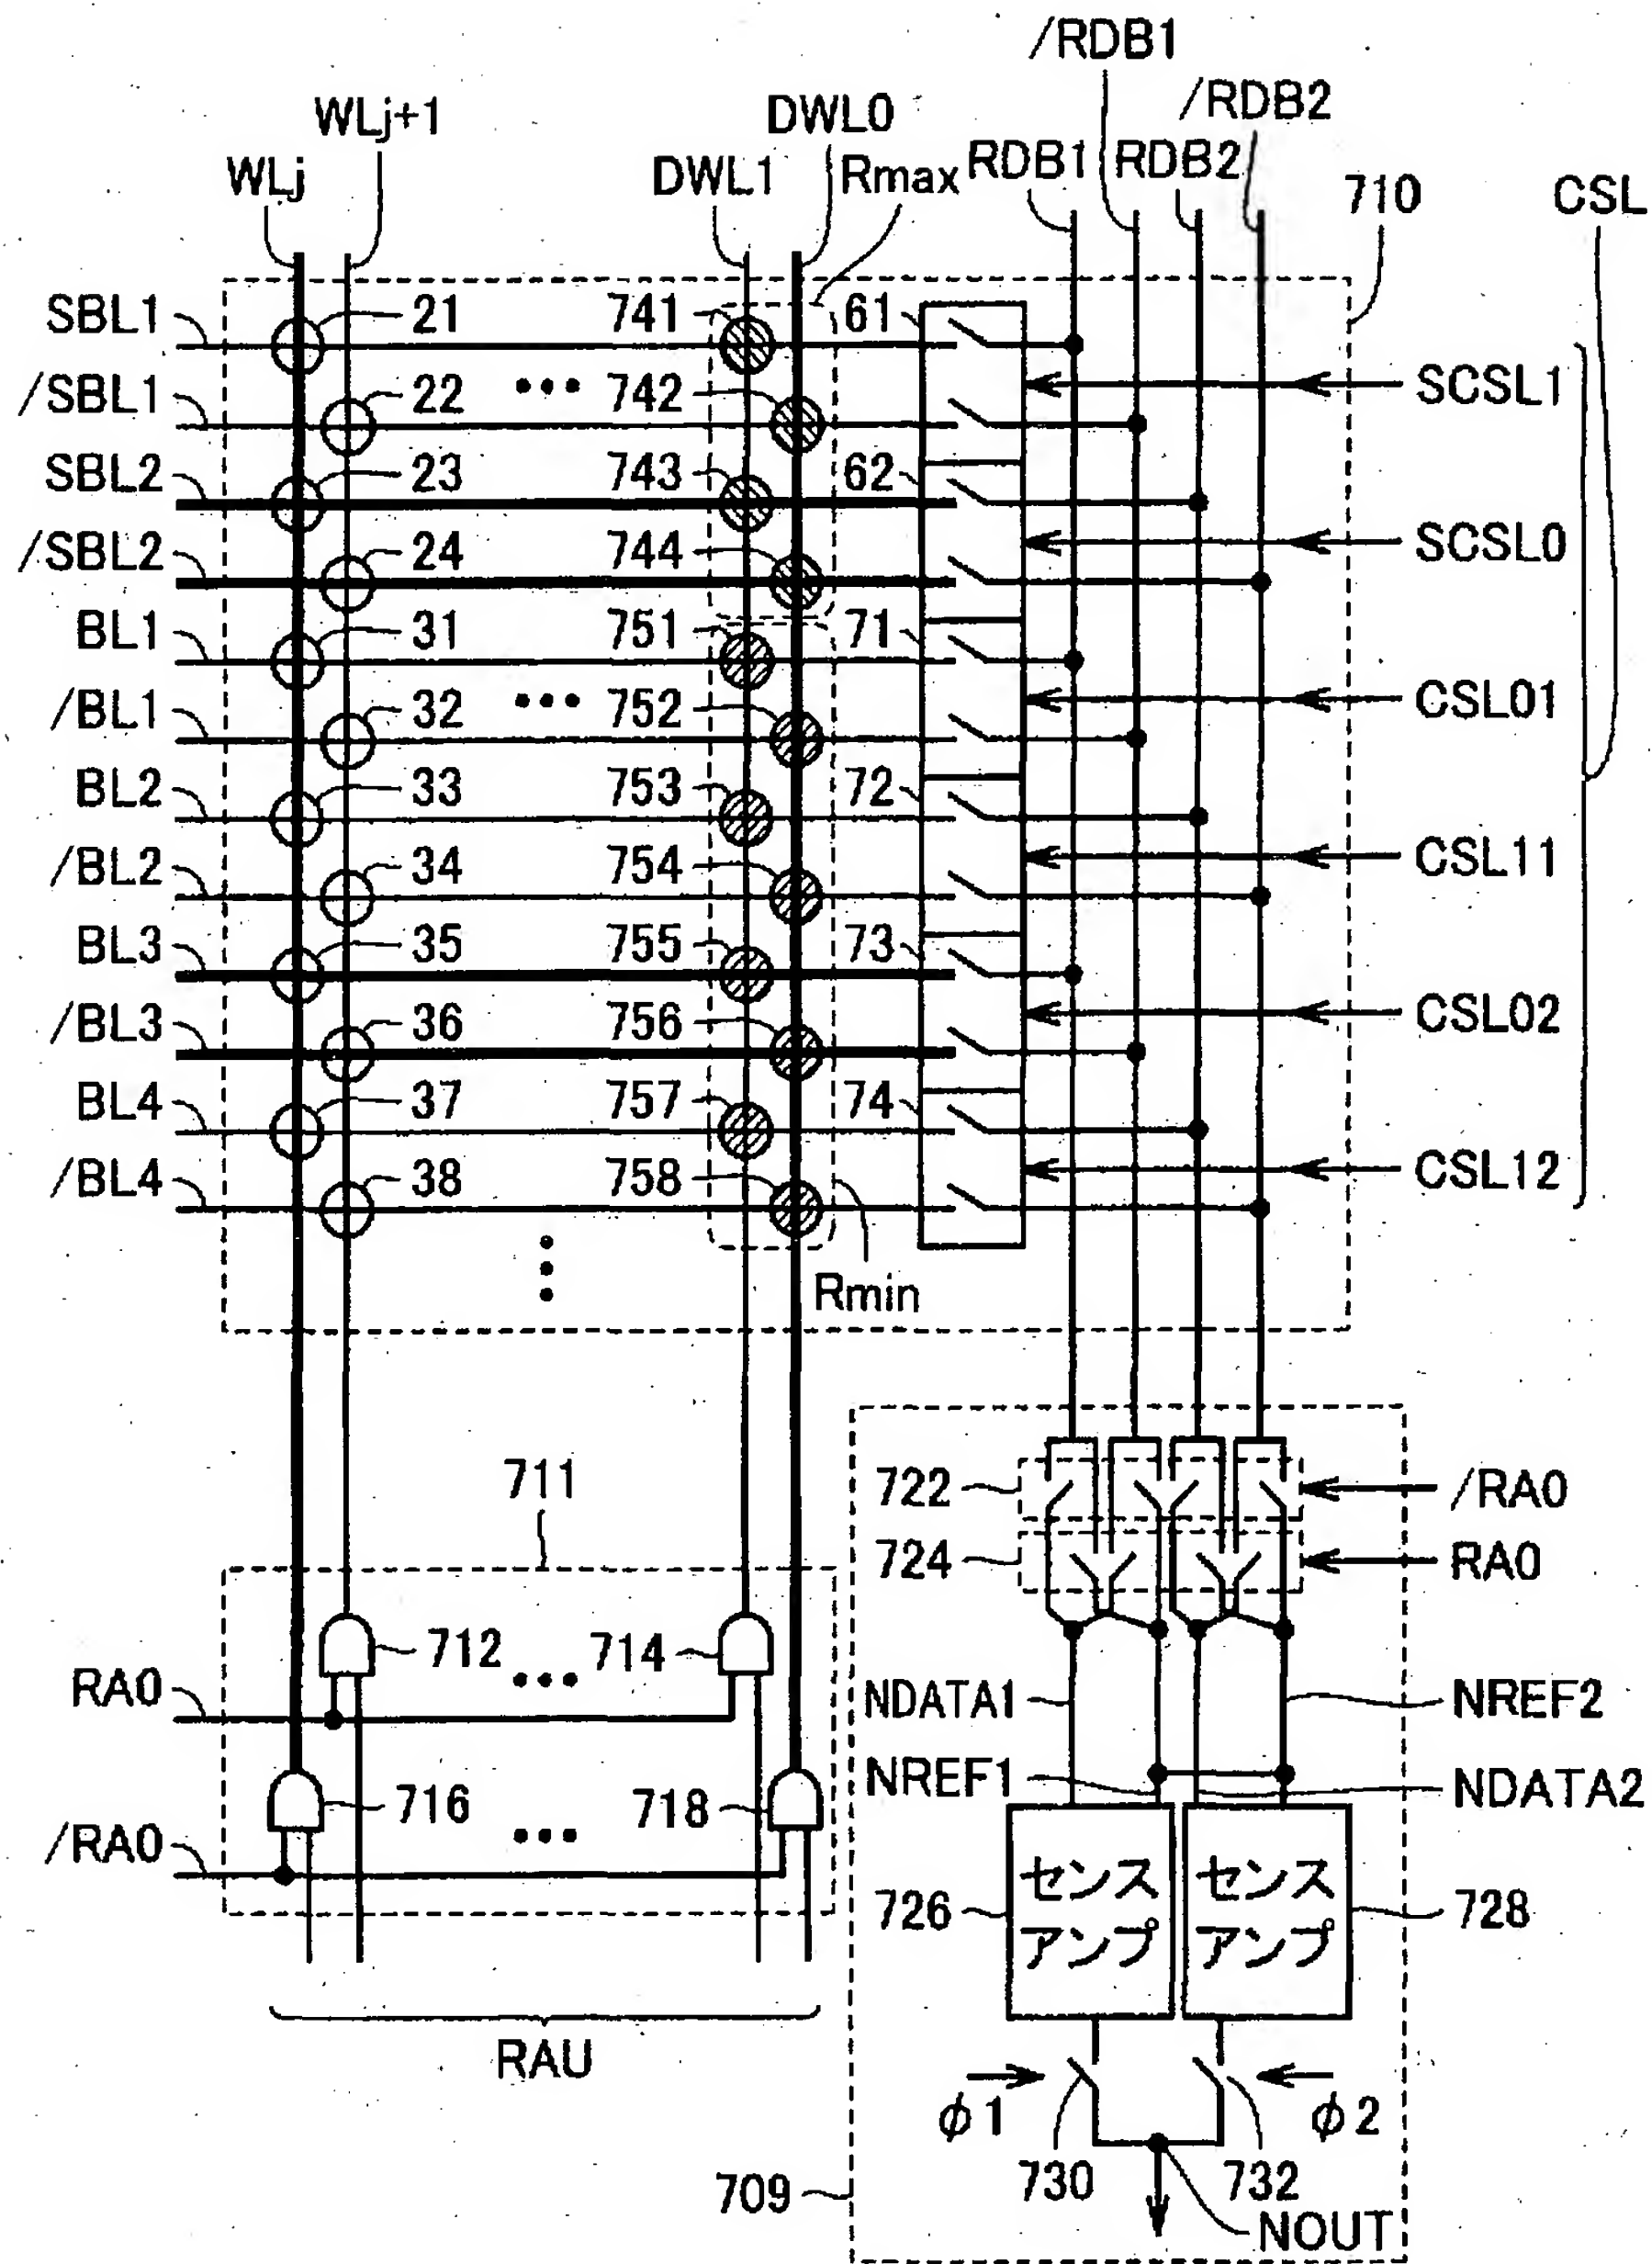 /RDB1
WLj+1 DWL0 /RDB2
WLj DWL1 Rmax RDB1 RDB2 710 CSL
SBL1 21 741 61
/SBL1 22 ••• 742 SCSL1
SBL2 23 743 62
/SBL2 24 744 SCSL0
BL1 31 751 71
/BL1 32 ••• 752 CSL01
BL2 33 753 72
/BL2 34 754 CSL11
BL3 35 755 73
/BL3 36 756 CSL02
BL4 37 757 74
/BL4 38 758 CSL12
Rmin
711 722 /RA0
724 RA0
712 ••• 714
RA0 NDATA1 NREF2
716 ••• 718 NREF1 NDATA2
/RA0
センス センス
726 アンプ アンプ 728
RAU
φ1 φ2
730 732
709
NOUT